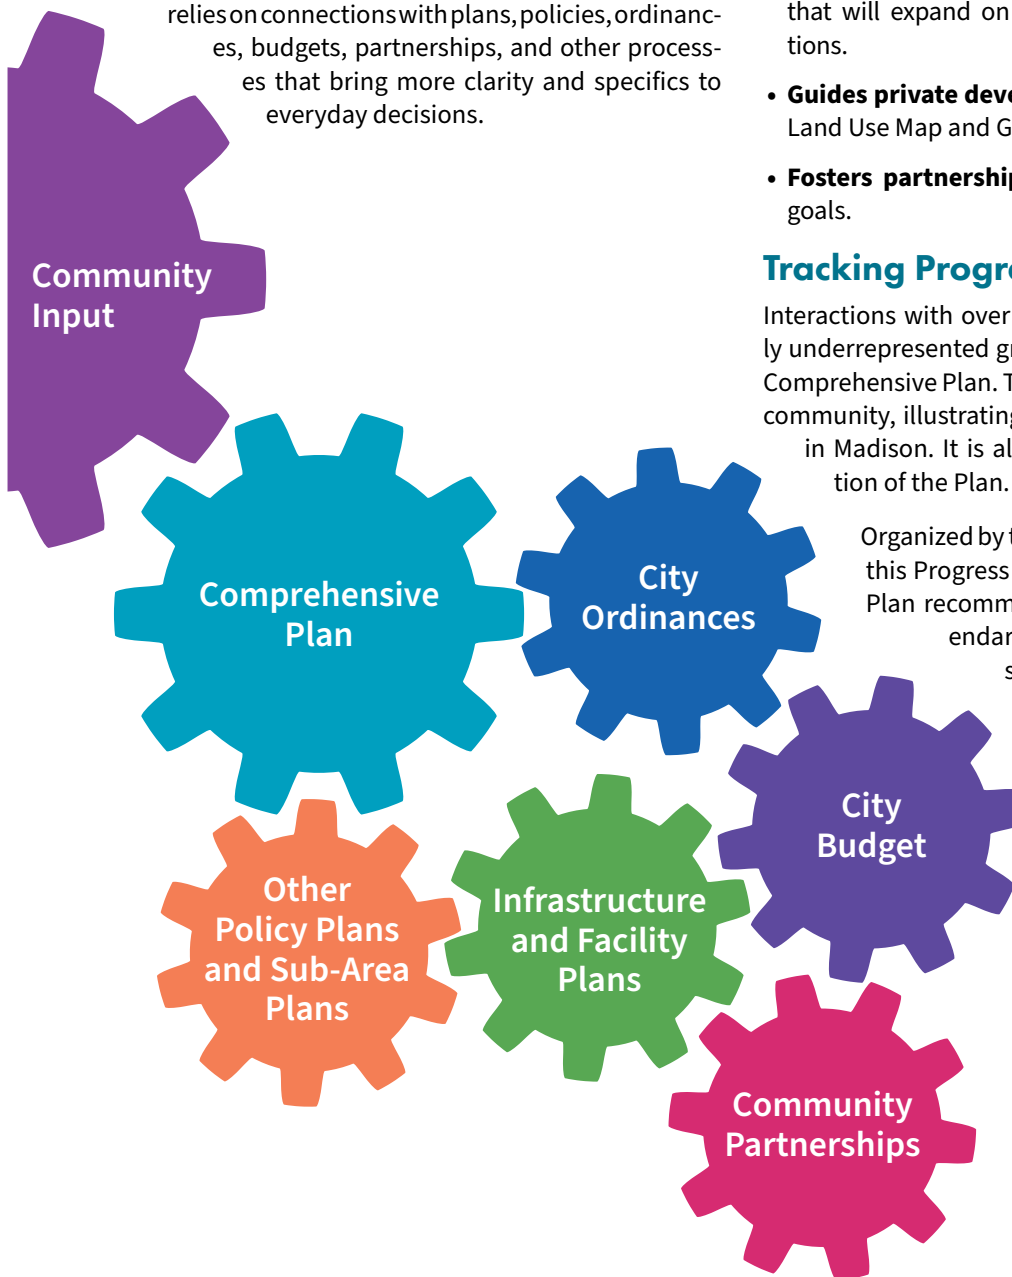 relies on connections with plans, policies, ordinanc-
es, budgets, partnerships, and other process-
es that bring more clarity and specifics to
everyday decisions.
Community
Input
Comprehensive
Plan
City
Ordinances
City
Budget
Other
Policy Plans
and Sub-Area
Plans
Infrastructure
and Facility
Plans
Community
Partnerships
that will expand on
tions.
• Guides private deve
Land Use Map and G
• Fosters partnership
goals.
Tracking Progre
Interactions with over
ly underrepresented gr
Comprehensive Plan. T
community, illustrating
in Madison. It is al
tion of the Plan.
Organized by t
this Progress
Plan recomm
endar
s